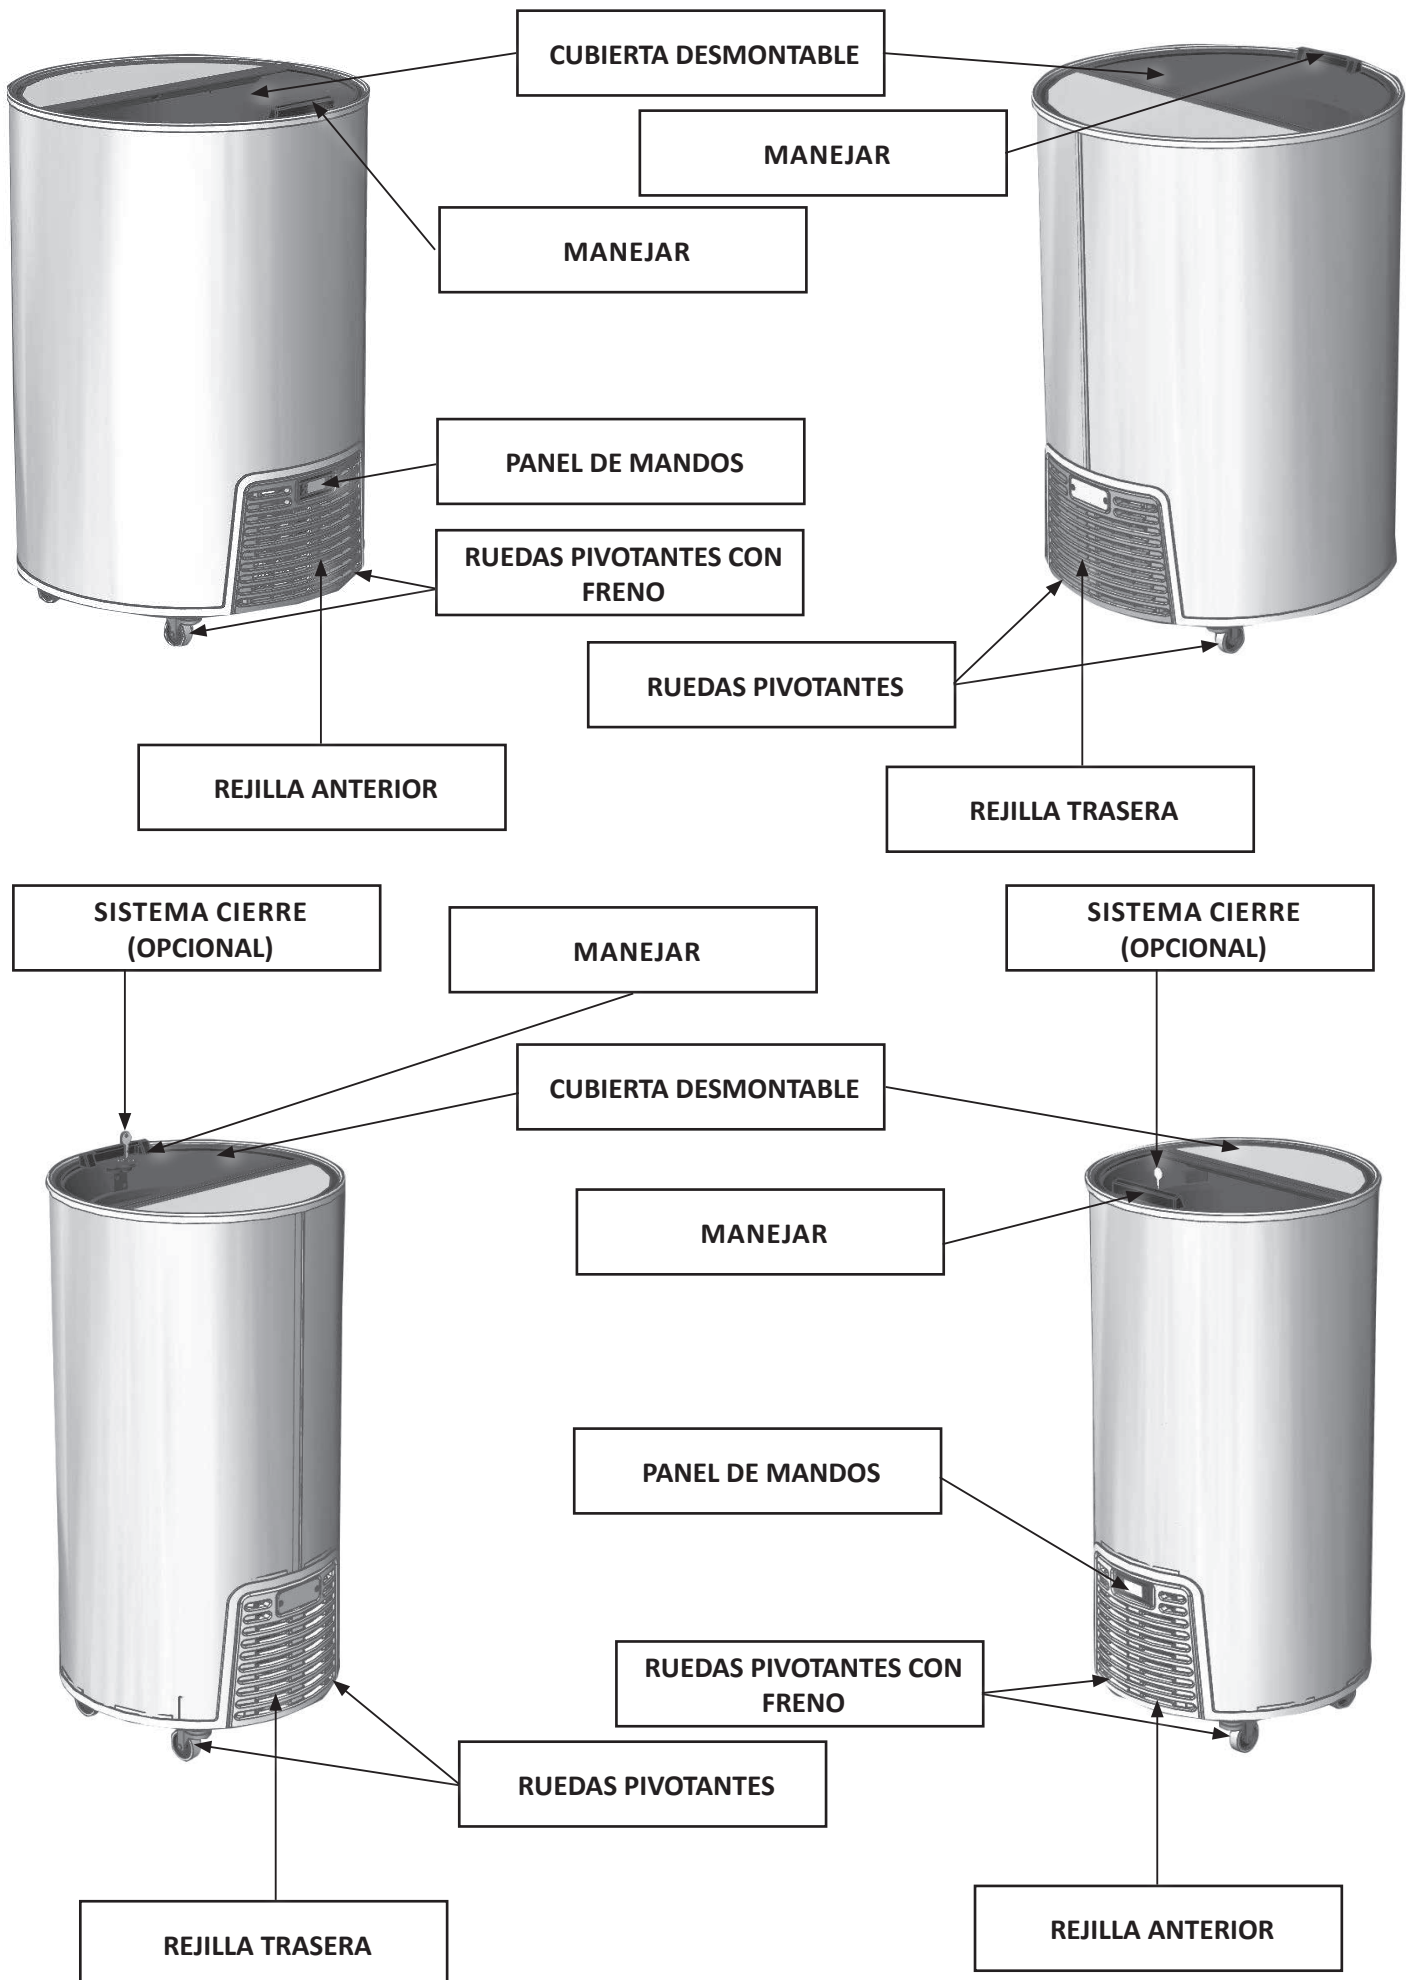 CUBIERTA DESMONTABLE
MANEJAR
MANEJAR
PANEL DE MANDOS
RUEDAS PIVOTANTES CON
FRENO
RUEDAS PIVOTANTES
REJILLA ANTERIOR
REJILLA TRASERA
SISTEMA CIERRE
(OPCIONAL)
MANEJAR
SISTEMA CIERRE
(OPCIONAL)
CUBIERTA DESMONTABLE
MANEJAR
PANEL DE MANDOS
RUEDAS PIVOTANTES CON
FRENO
RUEDAS PIVOTANTES
REJILLA ANTERIOR
REJILLA TRASERA